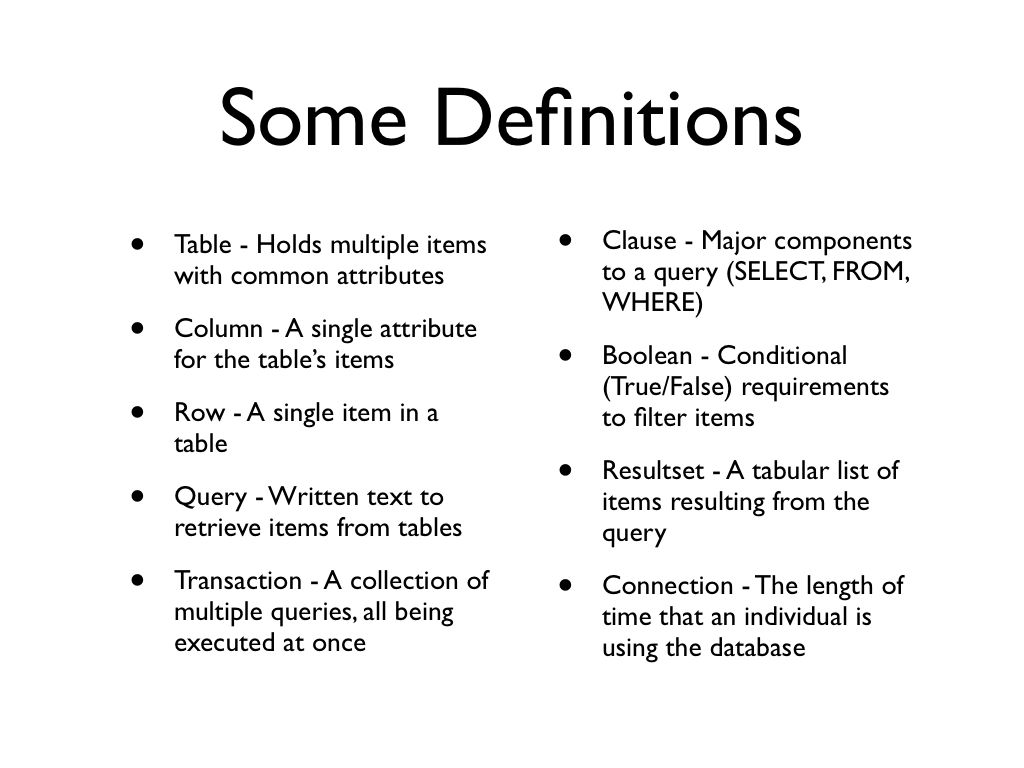 Some Definitions
• Table - Holds multiple items
with common attributes
• Column - A single attribute
for the table’s items
• Row - A single item in a
table
• Query - Written text to
retrieve items from tables
• Transaction - A collection of
multiple queries, all being
executed at once
• Clause - Major components
to a query (SELECT, FROM,
WHERE)
• Boolean - Conditional
(True/False) requirements
to filter items
• Resultset - A tabular list of
items resulting from the
query
• Connection - The length of
time that an individual is
using the database